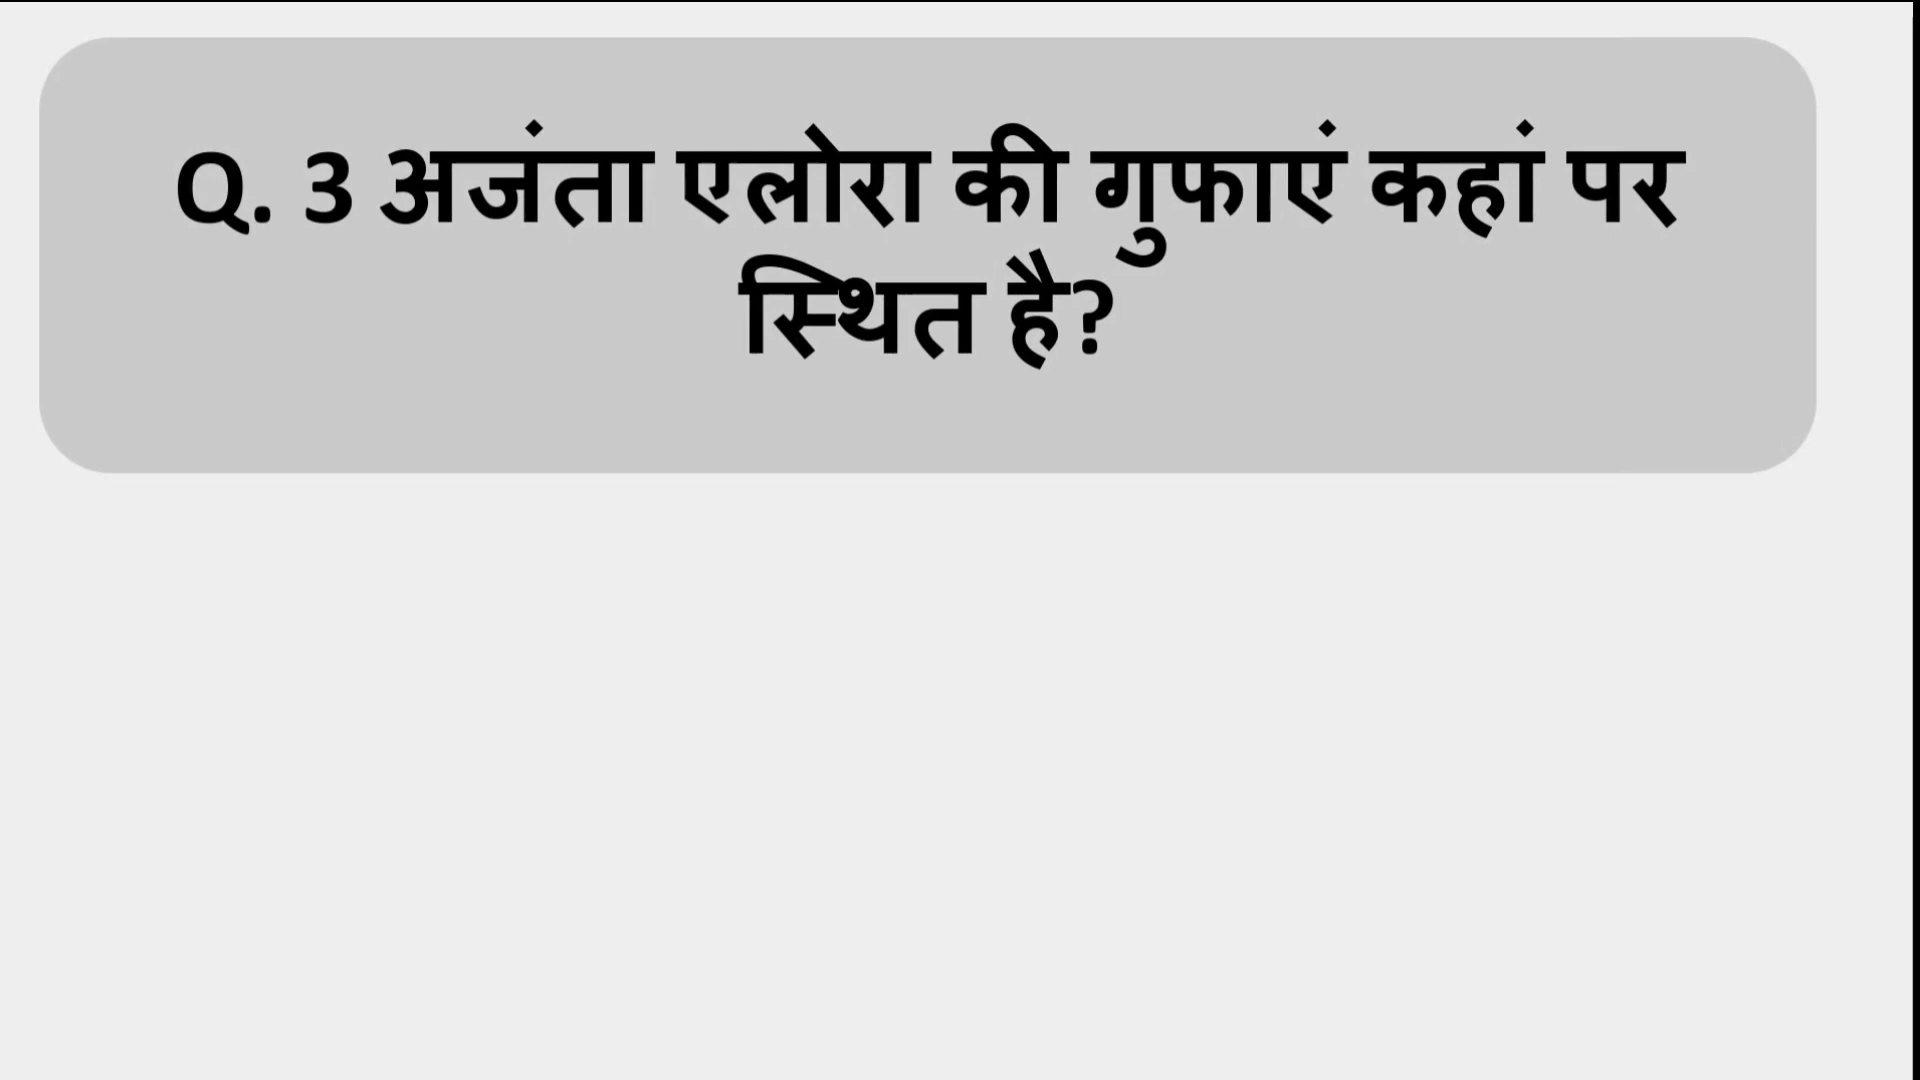 Q. 3 अजंता एलोरा की गुफाएं कहां पर
स्थित है?